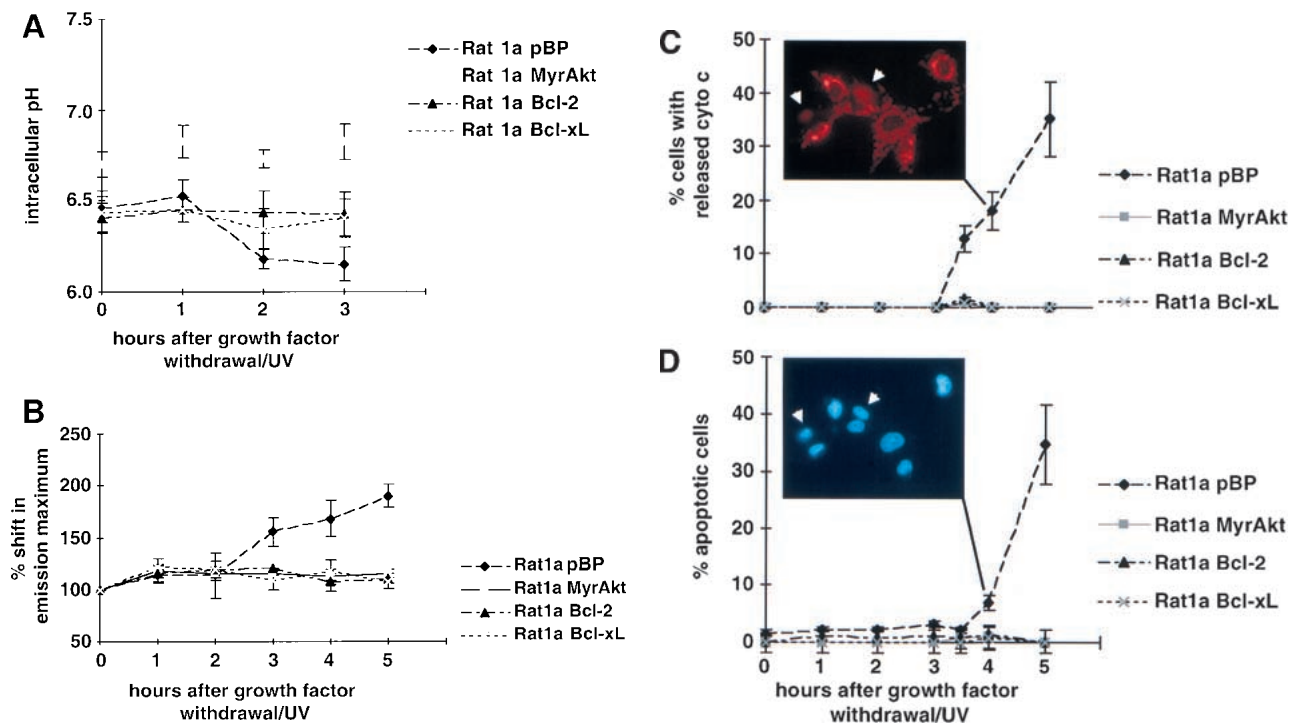 A
7.5
7.0
6.5
6.0
intracellular pH
0 1 2 3
hours after growth factor
withdrawal/UV
Rat 1a pBP
Rat 1a MyrAkt
Rat 1a Bcl-2
Rat 1a Bcl-xL
B
250
200
150
100
50
% shift in
emission maximum
0 1 2 3 4 5
hours after growth factor
withdrawal/UV
Rat1a pBP
Rat1a MyrAkt
Rat1a Bcl-2
Rat1a Bcl-xL
C
50
40
30
20
10
0
% cells with
released cyto c
Rat1a pBP
Rat1a MyrAkt
Rat1a Bcl-2
Rat1a Bcl-xL
D
50
40
30
20
10
0
% apoptotic cells
0 1 2 3 4 5
hours after growth factor
withdrawal/UV
Rat1a pBP
Rat1a MyrAkt
Rat1a Bcl-2
Rat1a Bcl-xL